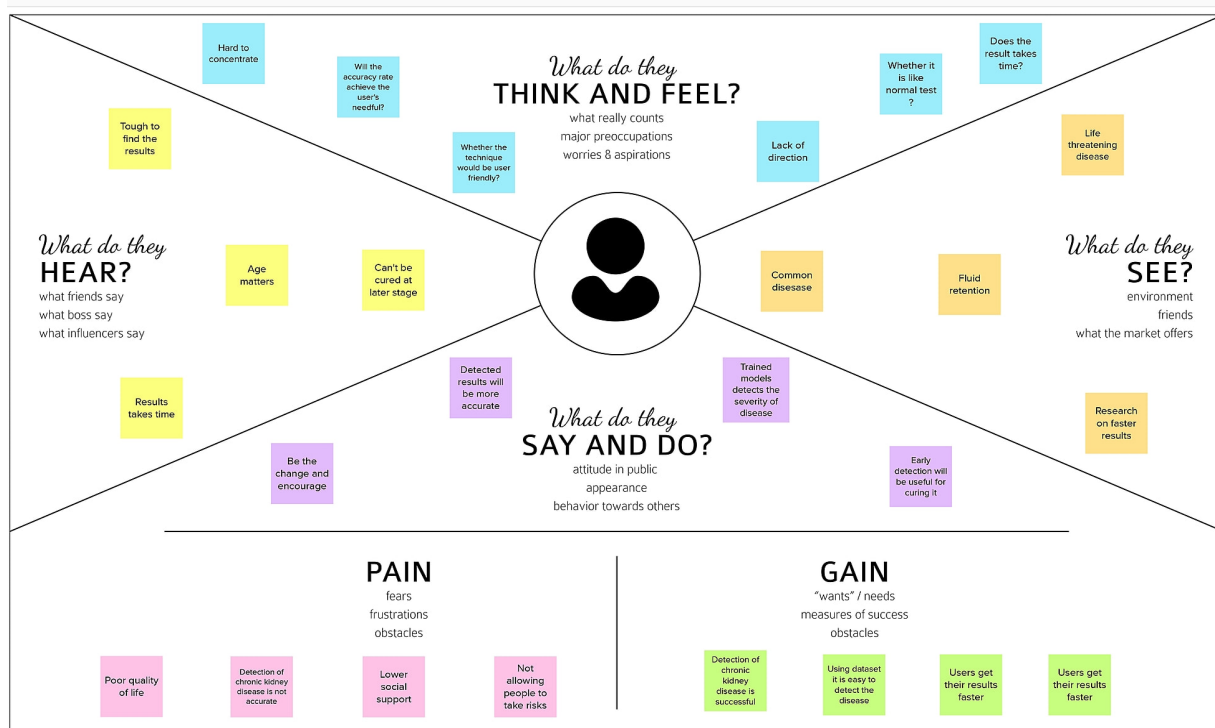 Hard to
concentrate
Will the
accuracy rate
achieve the
user's
needful?
Whether the
technique
would be user
friendly?
What do they
THINK AND FEEL?
what really counts
major preoccupations
worries & aspirations
Lack of
direction
Whether it
is like
normal test
?
Does the
result takes
time?
Tough to
find the
results
What do they
HEAR?
what friends say
what boss say
what influencers say
Age
matters
Can't be
cured at
later stage
Results
takes time
Life
threatening
disease
Common
disesase
Fluid
retention
What do they
SEE?
environment
friends
what the market offers
Research
on faster
results
Detected
results will
be more
accurate
Be the
change and
encourage
What do they
SAY AND DO?
attitude in public
appearance
behavior towards others
Trained
models
detects the
severity of
disease
Early
detection will
be useful for
curing it
PAIN
fears
frustrations
obstacles
Poor quality
of life
Detection of
chronic kidney
disease is not
accurate
Lower
social
support
Not
allowing
people to
take risks
GAIN
"wants" / needs
measures of success
obstacles
Detection of
chronic
kidney
disease is
successful
Using dataset
it is easy to
detect the
disease
Users get
their results
faster
Users get
their results
faster